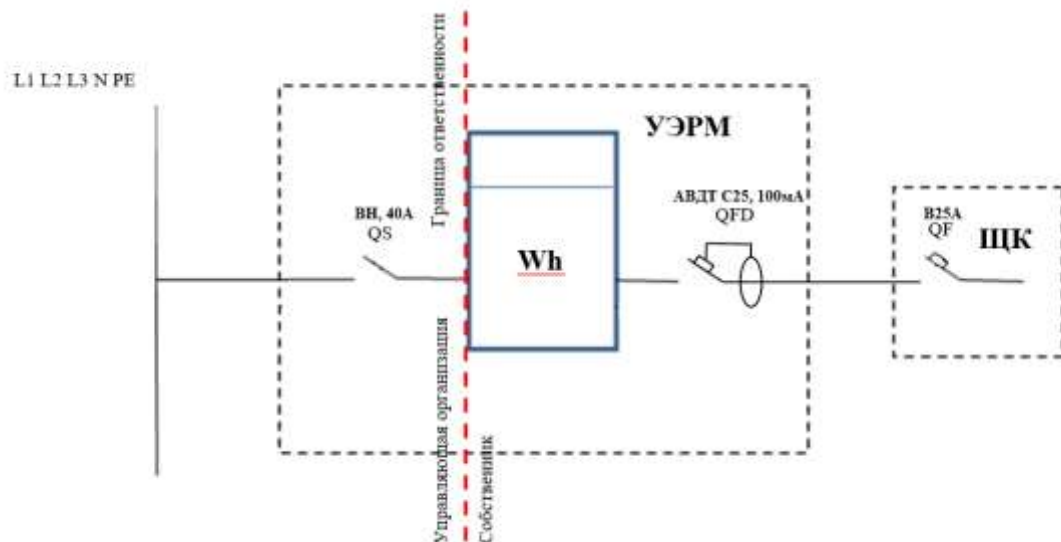 L1 L2 L3 N PE
Граница ответственности
УЭРМ
ВН, 40А
QS
Wh
АВДТ С25, 100мА
QFD
В25А
QF
ЩК
Управляющая организация
Собственник